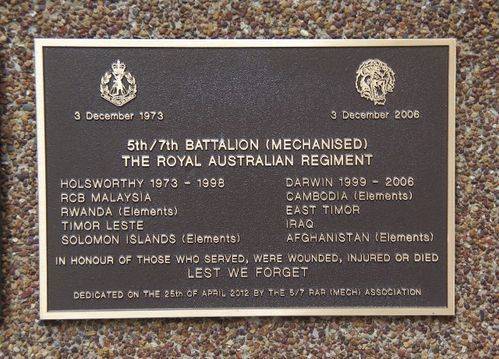 3 December 1973 3 December 2006
5th/7th BATTALION (MECHANISED)
THE ROYAL AUSTRALIAN REGIMENT
HOLSWORTHY 1973 - 1998 DARWIN 1999 - 2006
RCB MALAYSIA CAMBODIA (Elements)
RWANDA (Elements) EAST TIMOR
TIMOR LESTE IRAQ
SOLOMON ISLANDS (Elements) AFGHANISTAN (Elements)
IN HONOUR OF THOSE WHO SERVED, WERE WOUNDED, INJURED OR DIED
LEST WE FORGET
DEDICATED ON THE 25th OF APRIL 2012 BY THE 5/7 RAR (MECH) ASSOCIATION